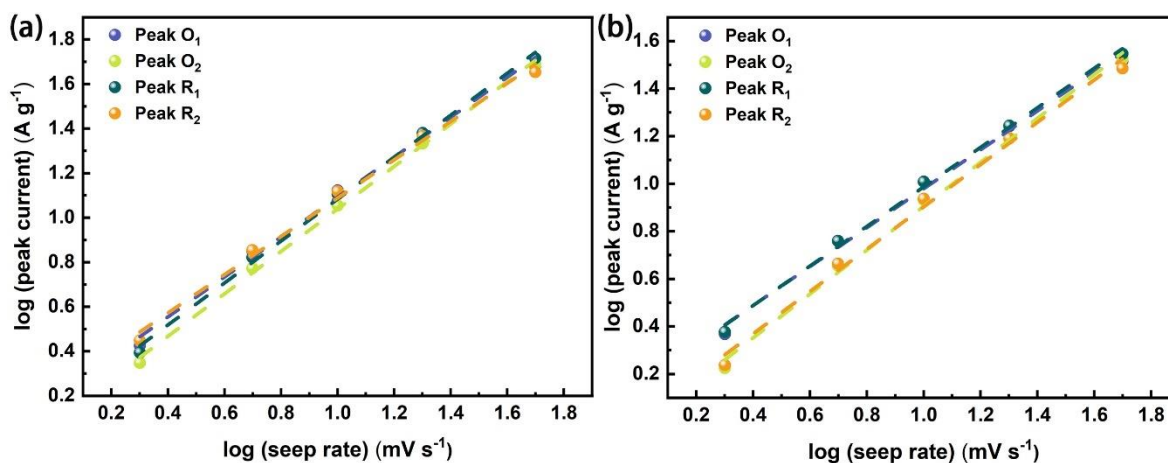 (a)
Peak O1
Peak O2
Peak R1
Peak R2
log (peak current) (A g-1)
1.8
1.6
1.4
1.2
1.0
0.8
0.6
0.4
0.2
0.2 0.4 0.6 0.8 1.0 1.2 1.4 1.6 1.8
log (seep rate) (mV s-1)
(b)
Peak O1
Peak O2
Peak R1
Peak R2
log (peak current) (A g-1)
1.6
1.4
1.2
1.0
0.8
0.6
0.4
0.2
0.2 0.4 0.6 0.8 1.0 1.2 1.4 1.6 1.8
log (seep rate) (mV s-1)